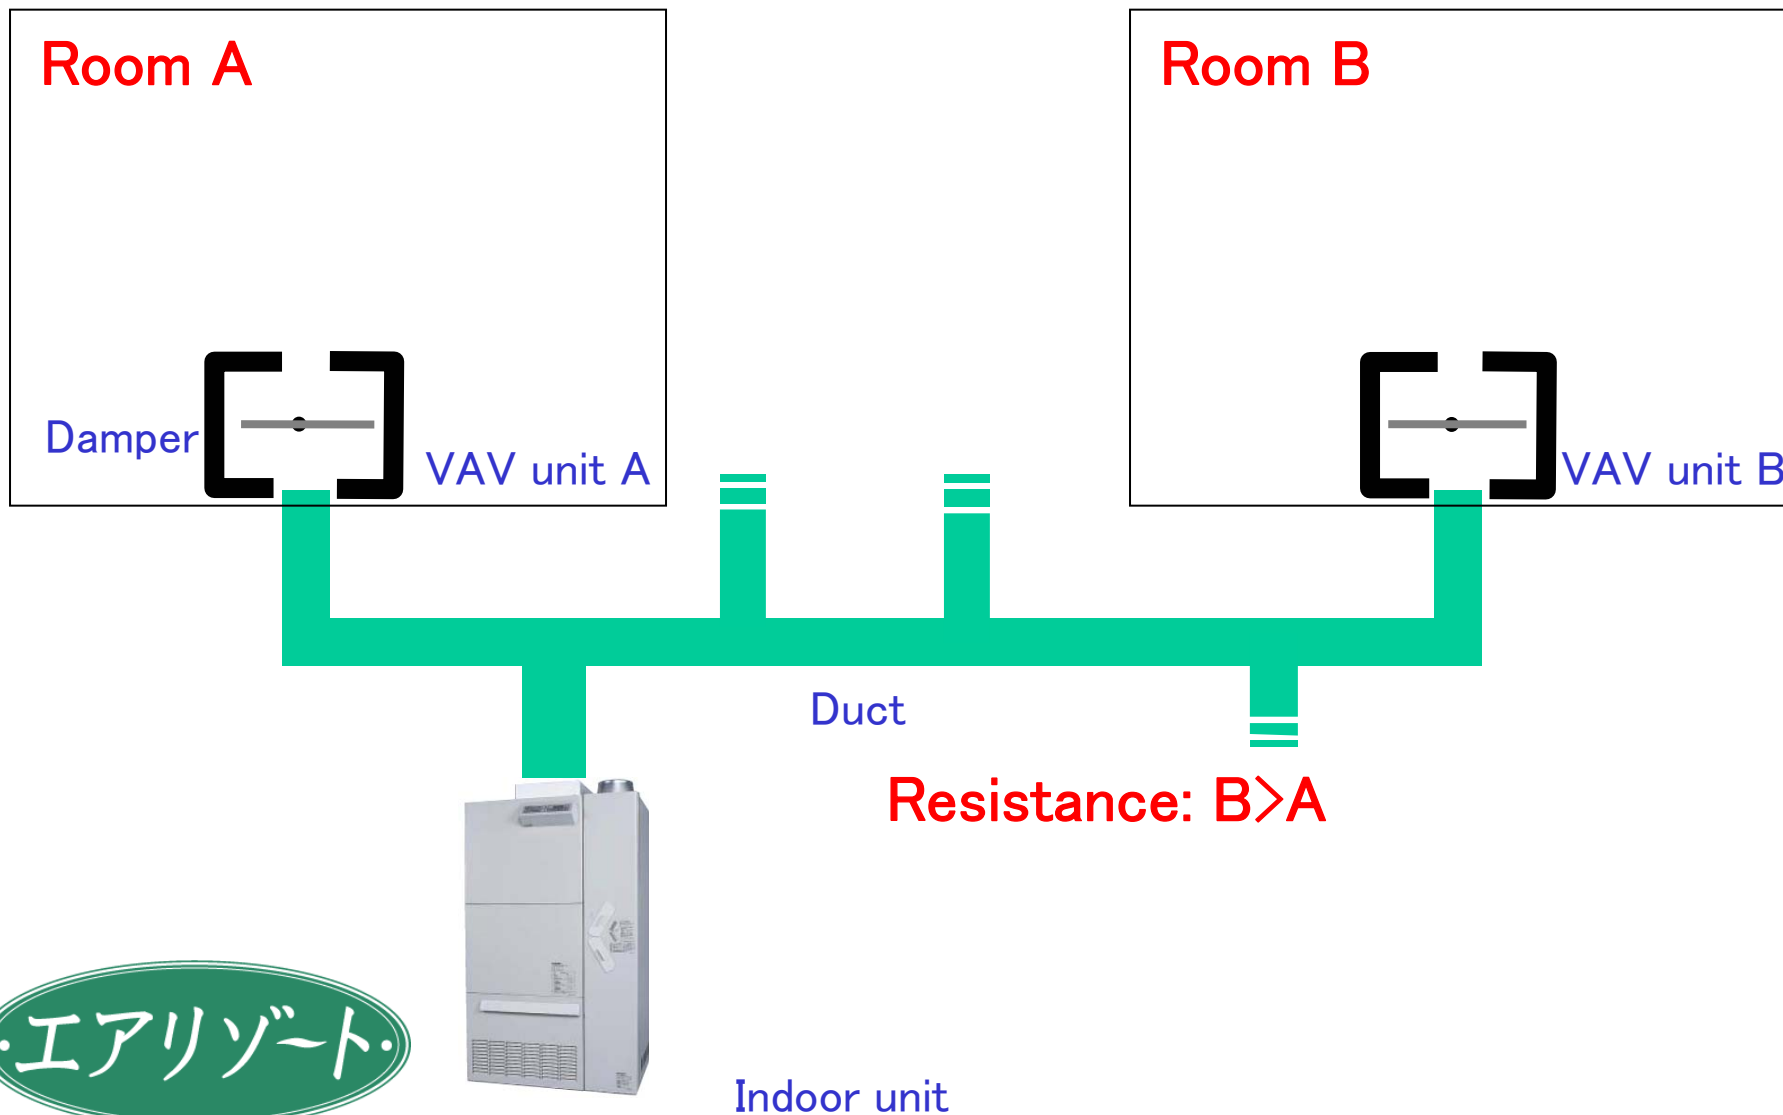 Room A
Room B
Damper
VAV unit A
VAV unit B
Duct
Resistance: B>A
・エアリゾート・
Indoor unit